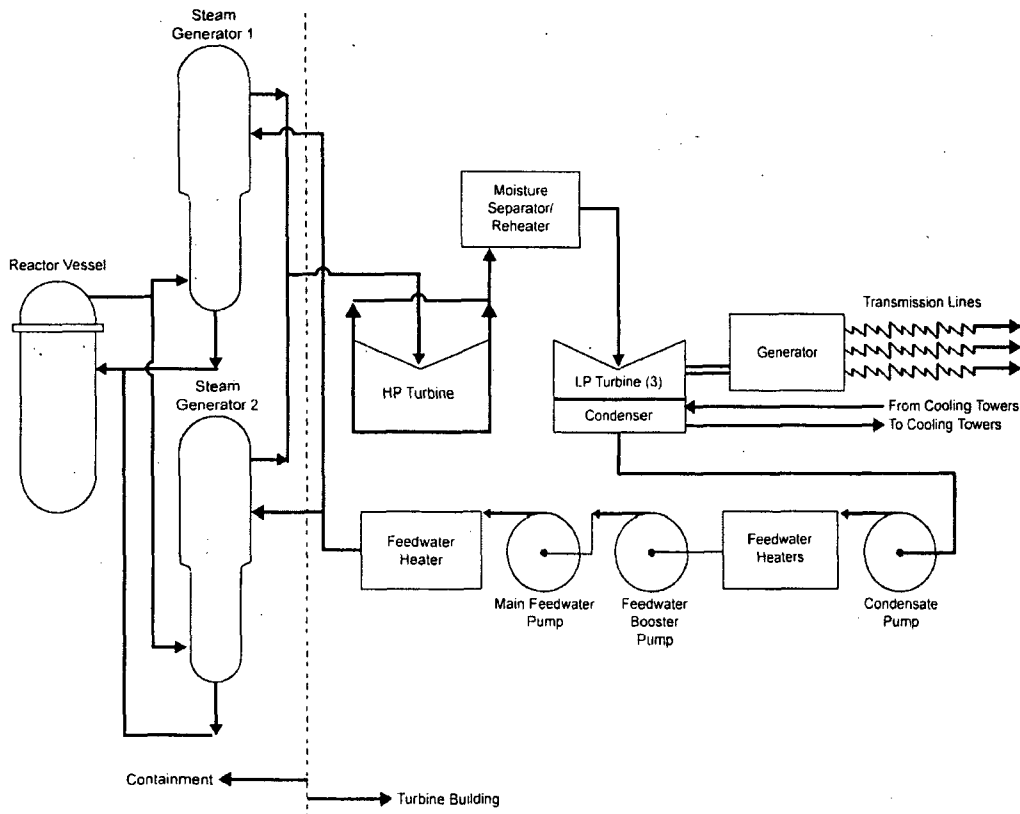 Steam
Generator 1
Moisture
Separator/
Reheater
Reactor Vessel
Transmission Lines
Generator
HP Turbine
LP Turbine (3)
Condenser
From Cooling Towers
To Cooling Towers
Steam
Generator 2
Feedwater
Heater
Main Feedwater
Pump
Feedwater
Booster
Pump
Feedwater
Heaters
Condensate
Pump
Containment
Turbine Building